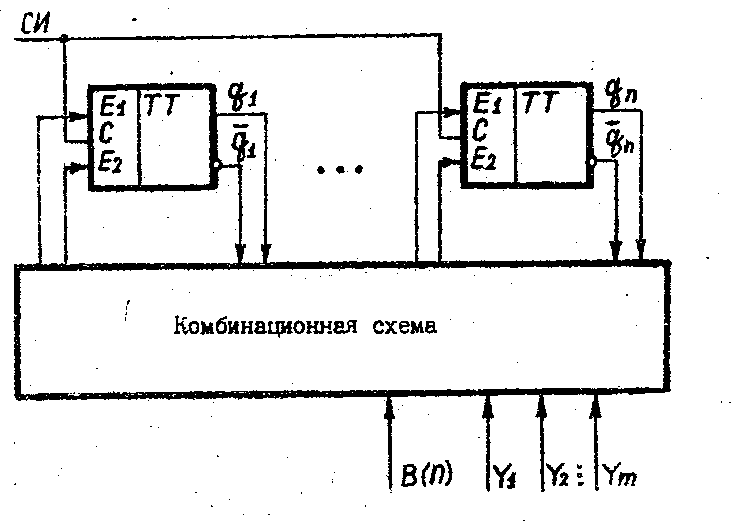 СИ
E1 TT q1
C q̄1
E2
...
E1 TT qn
C q̄n
E2
Комбинационная схема
B(n) Y1 Y2 ⋮ Ym